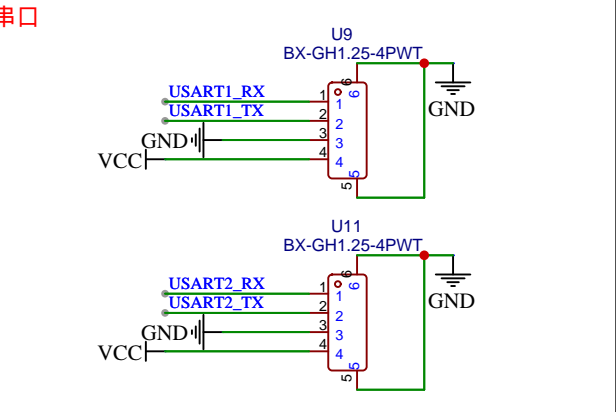 串口
U9
BX-GH1.25-4PWT
6
6
USART1_RX
1
1
USART1_TX
2
2
GND
3
3
VCC
4
4
5
5
GND
U11
BX-GH1.25-4PWT
6
6
USART2_RX
1
1
USART2_TX
2
2
GND
3
3
VCC
4
4
5
5
GND